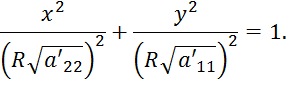 x² / (R√a′₂₂)² + y² / (R√a′₁₁)² = 1.